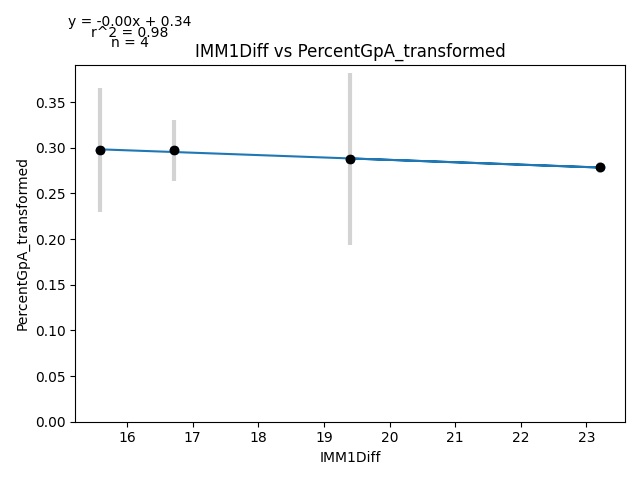 y = -0.00x + 0.34
r^2 = 0.98
n = 4
IMM1Diff vs PercentGpA_transformed
PercentGpA_transformed
0.35
0.30
0.25
0.20
0.15
0.10
0.05
0.00
16 17 18 19 20 21 22 23
IMM1Diff